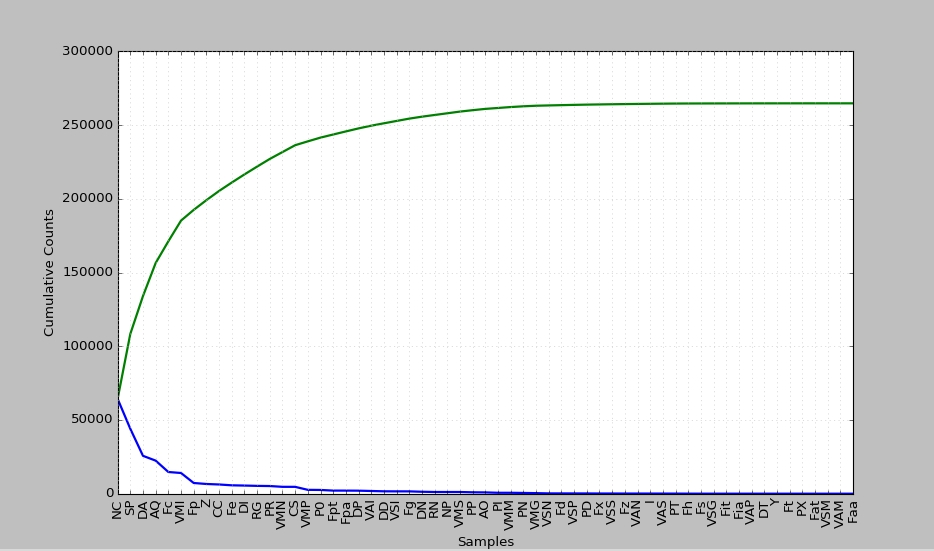 300000
250000
200000
150000
100000
50000
0
Cumulative Counts
NC SP DA AQ Fc VMI Fp Z CC Fe DI RG PR VMN CS VMP P0 Fpt Fpa DP VAI DD VSI Fg DN RN NP VMS PP AO PI VMM PN VMG VSN Fd VSP PD Fx VSS Fz VAN I VAS PT Fh Fs VSG Fit Fia VAP DT Y Ft PX Fat VSM VAM Faa
Samples